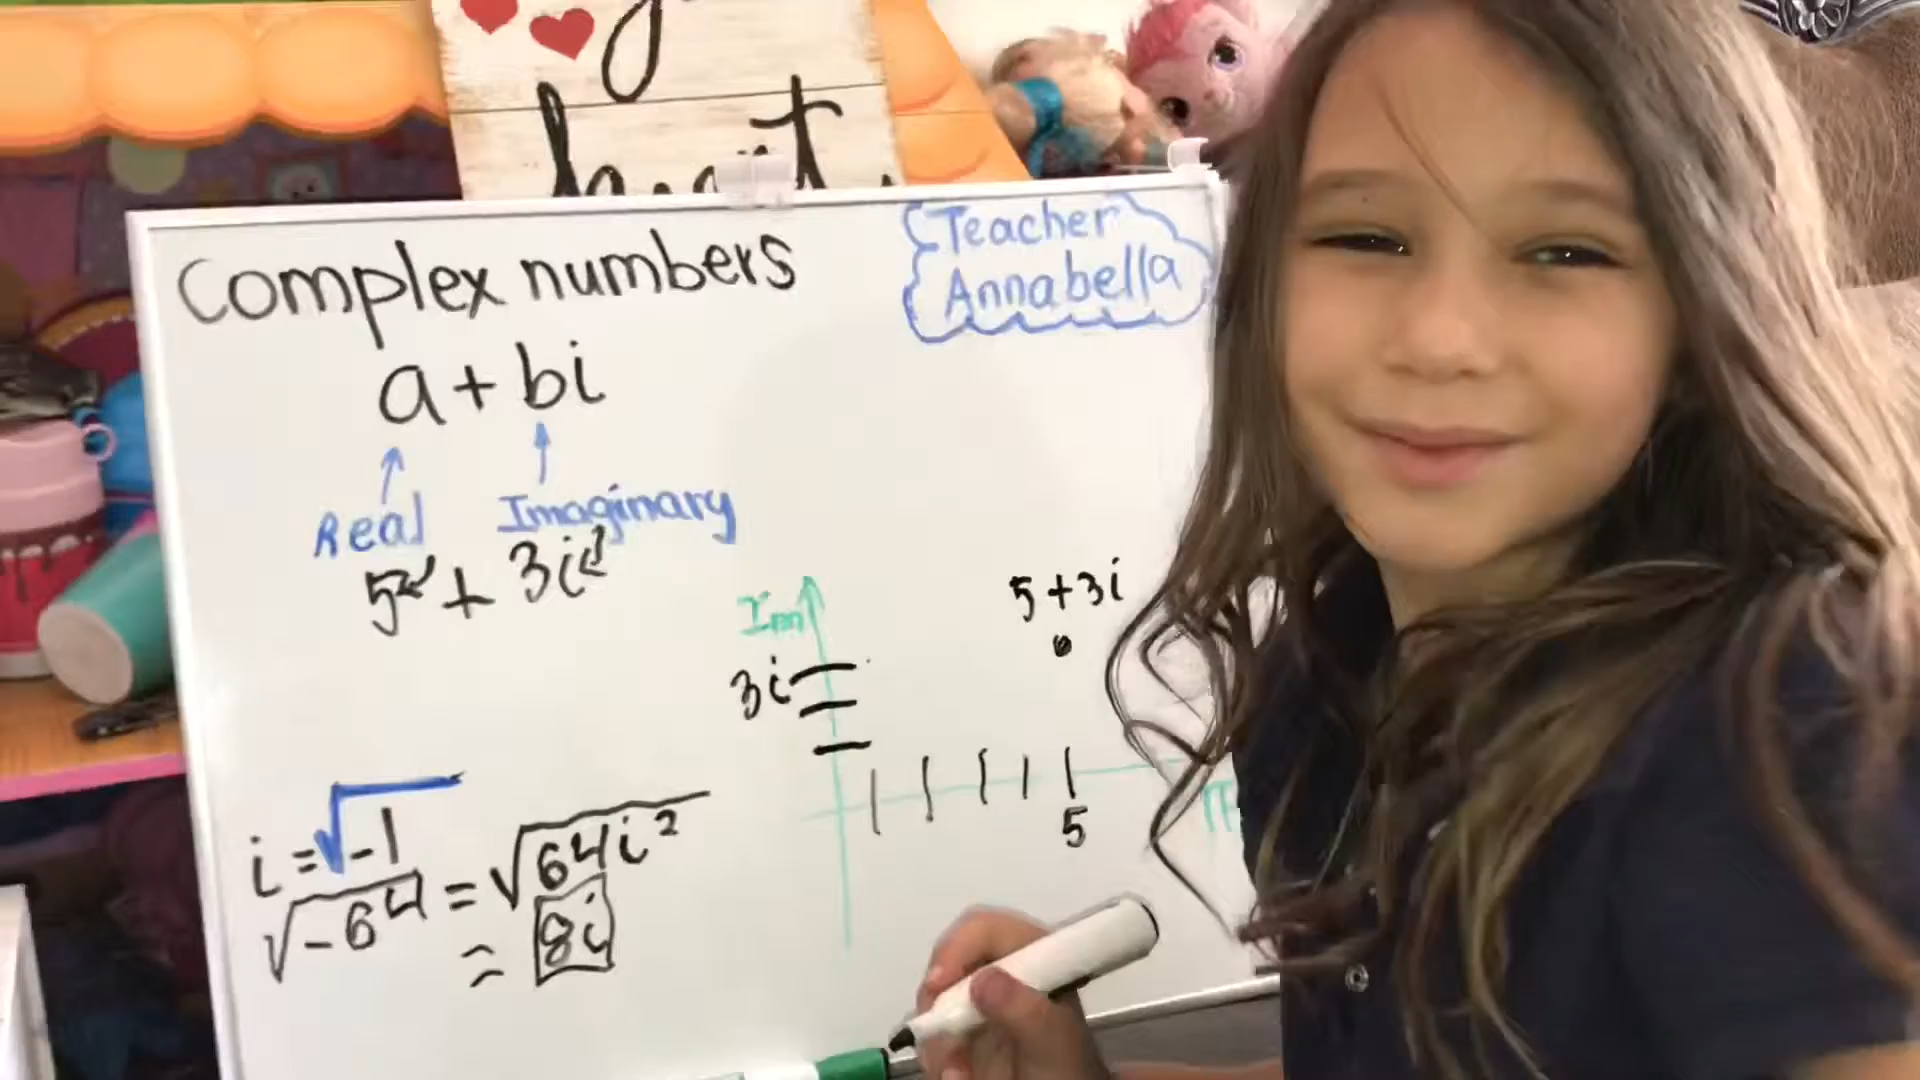 Complex numbers
Teacher
Annabella
a + bi
Real Imaginary
5 + 3i
Im
5 + 3i
3i
5
i = √-1
√-64 = √64i²
= 8i